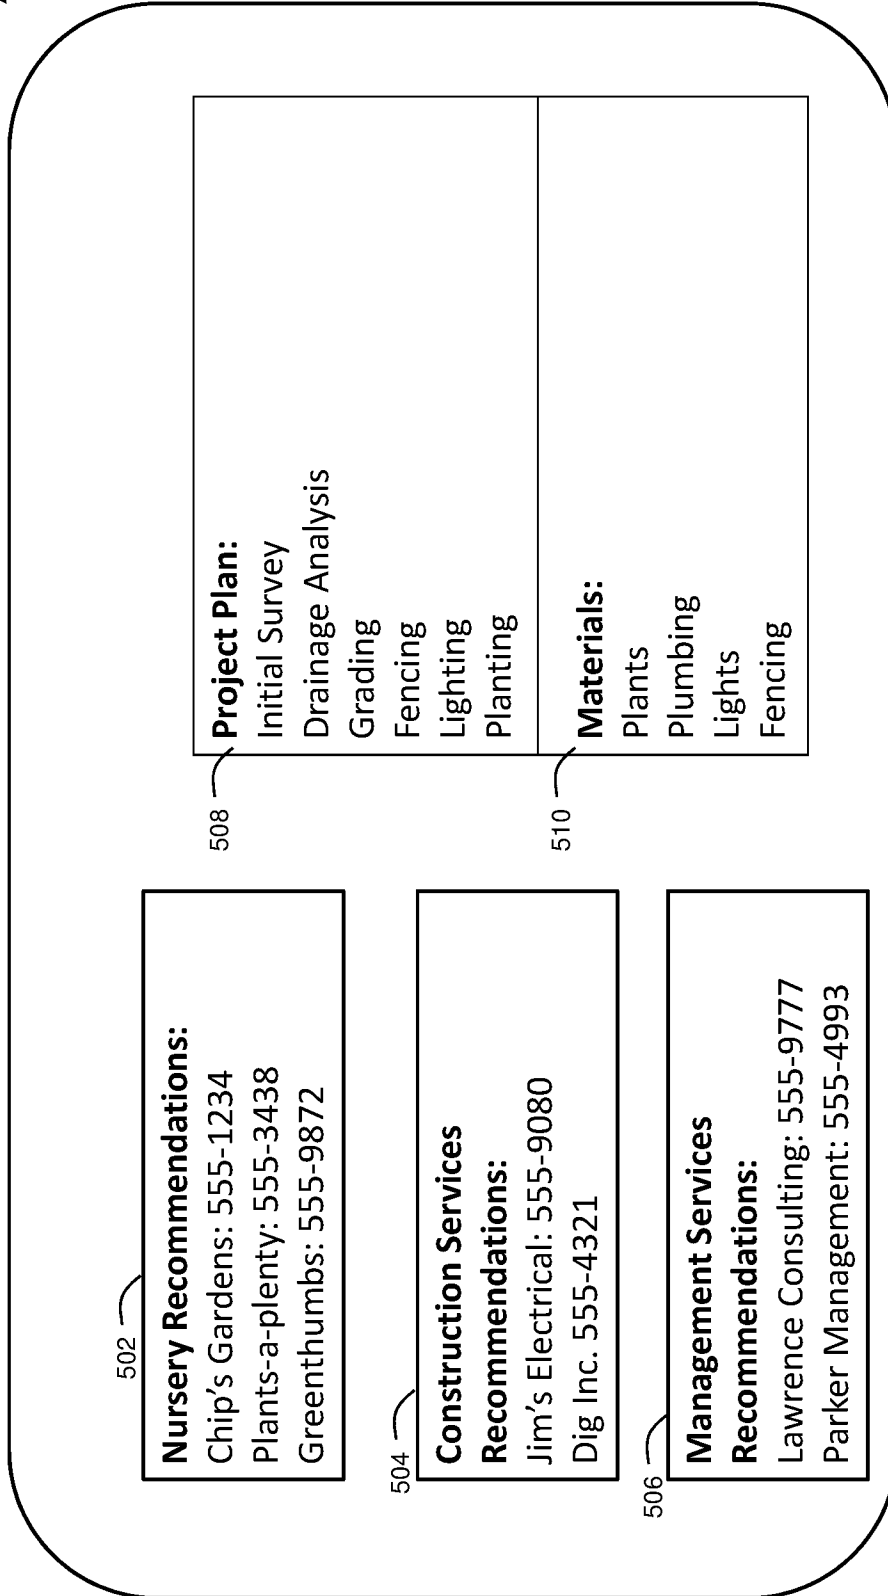 502
Nursery Recommendations:
Chip's Gardens: 555-1234
Plants-a-plenty: 555-3438
Greenthumbs: 555-9872
504
Construction Services
Recommendations:
Jim's Electrical: 555-9080
Dig Inc. 555-4321
506
Management Services
Recommendations:
Lawrence Consulting: 555-9777
Parker Management: 555-4993
508
Project Plan:
Initial Survey
Drainage Analysis
Grading
Fencing
Lighting
Planting
510
Materials:
Plants
Plumbing
Lights
Fencing